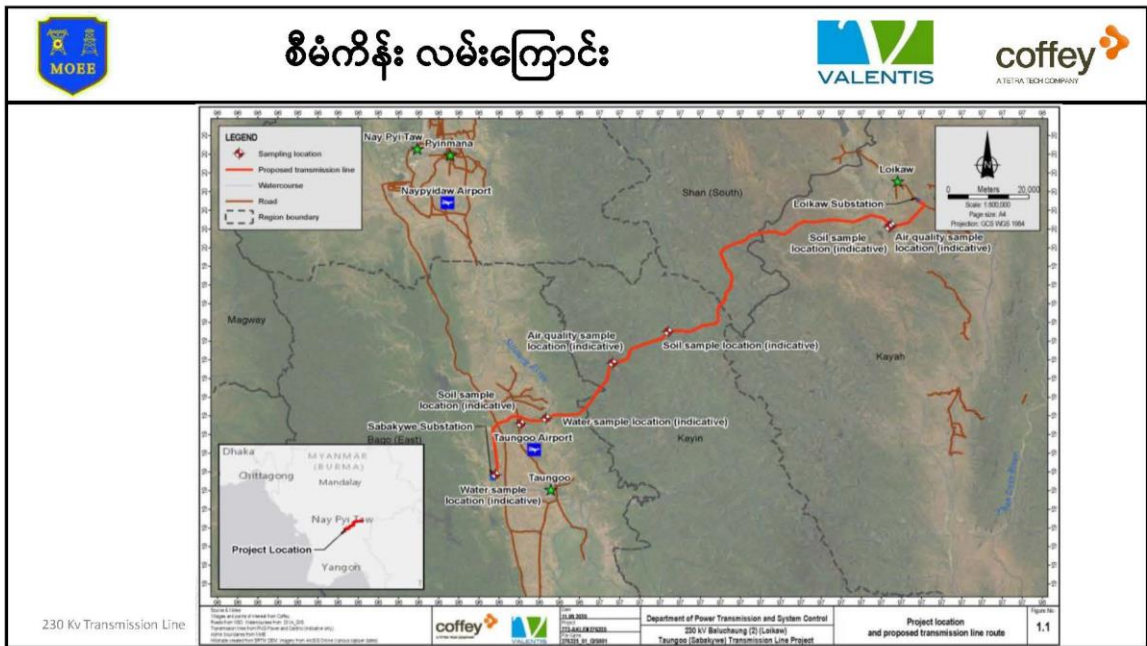 MOEE
စီမံကိန်း လမ်းကြောင်း
VALENTIS
coffey
A TETRA TECH COMPANY
LEGEND
Sampling location
Proposed transmission line
Watercourse
Road
Region boundary
Nay Pyi Taw
Pyinmana
Naypyidaw Airport
Shan (South)
Loikaw
Loikaw Substation
N
0 Meters 20,000
Scale: 1:800,000
Page size: A4
Projection: GCS WGS 1984
Soil sample
location (indicative)
Air quality sample
location (indicative)
Magway
Air quality sample
location (indicative)
Soil sample location (indicative)
Kayah
Soil sample
location (indicative)
Water sample location (indicative)
Sabakywe Substation
Bago (East)
Kayin
Taungoo Airport
Taungoo
Water sample
location (indicative)
Dhaka
Chittagong
MYANMAR
(BURMA)
Mandalay
Nay Pyi Taw
Project Location
Yangon
230 Kv Transmission Line
coffey
VALENTIS
Department of Power Transmission and System Control
230 kV Baluchaung (2) (Loikaw)
Taungoo (Sabakywe) Transmission Line Project
Project location
and proposed transmission line route
Figure No:
1.1